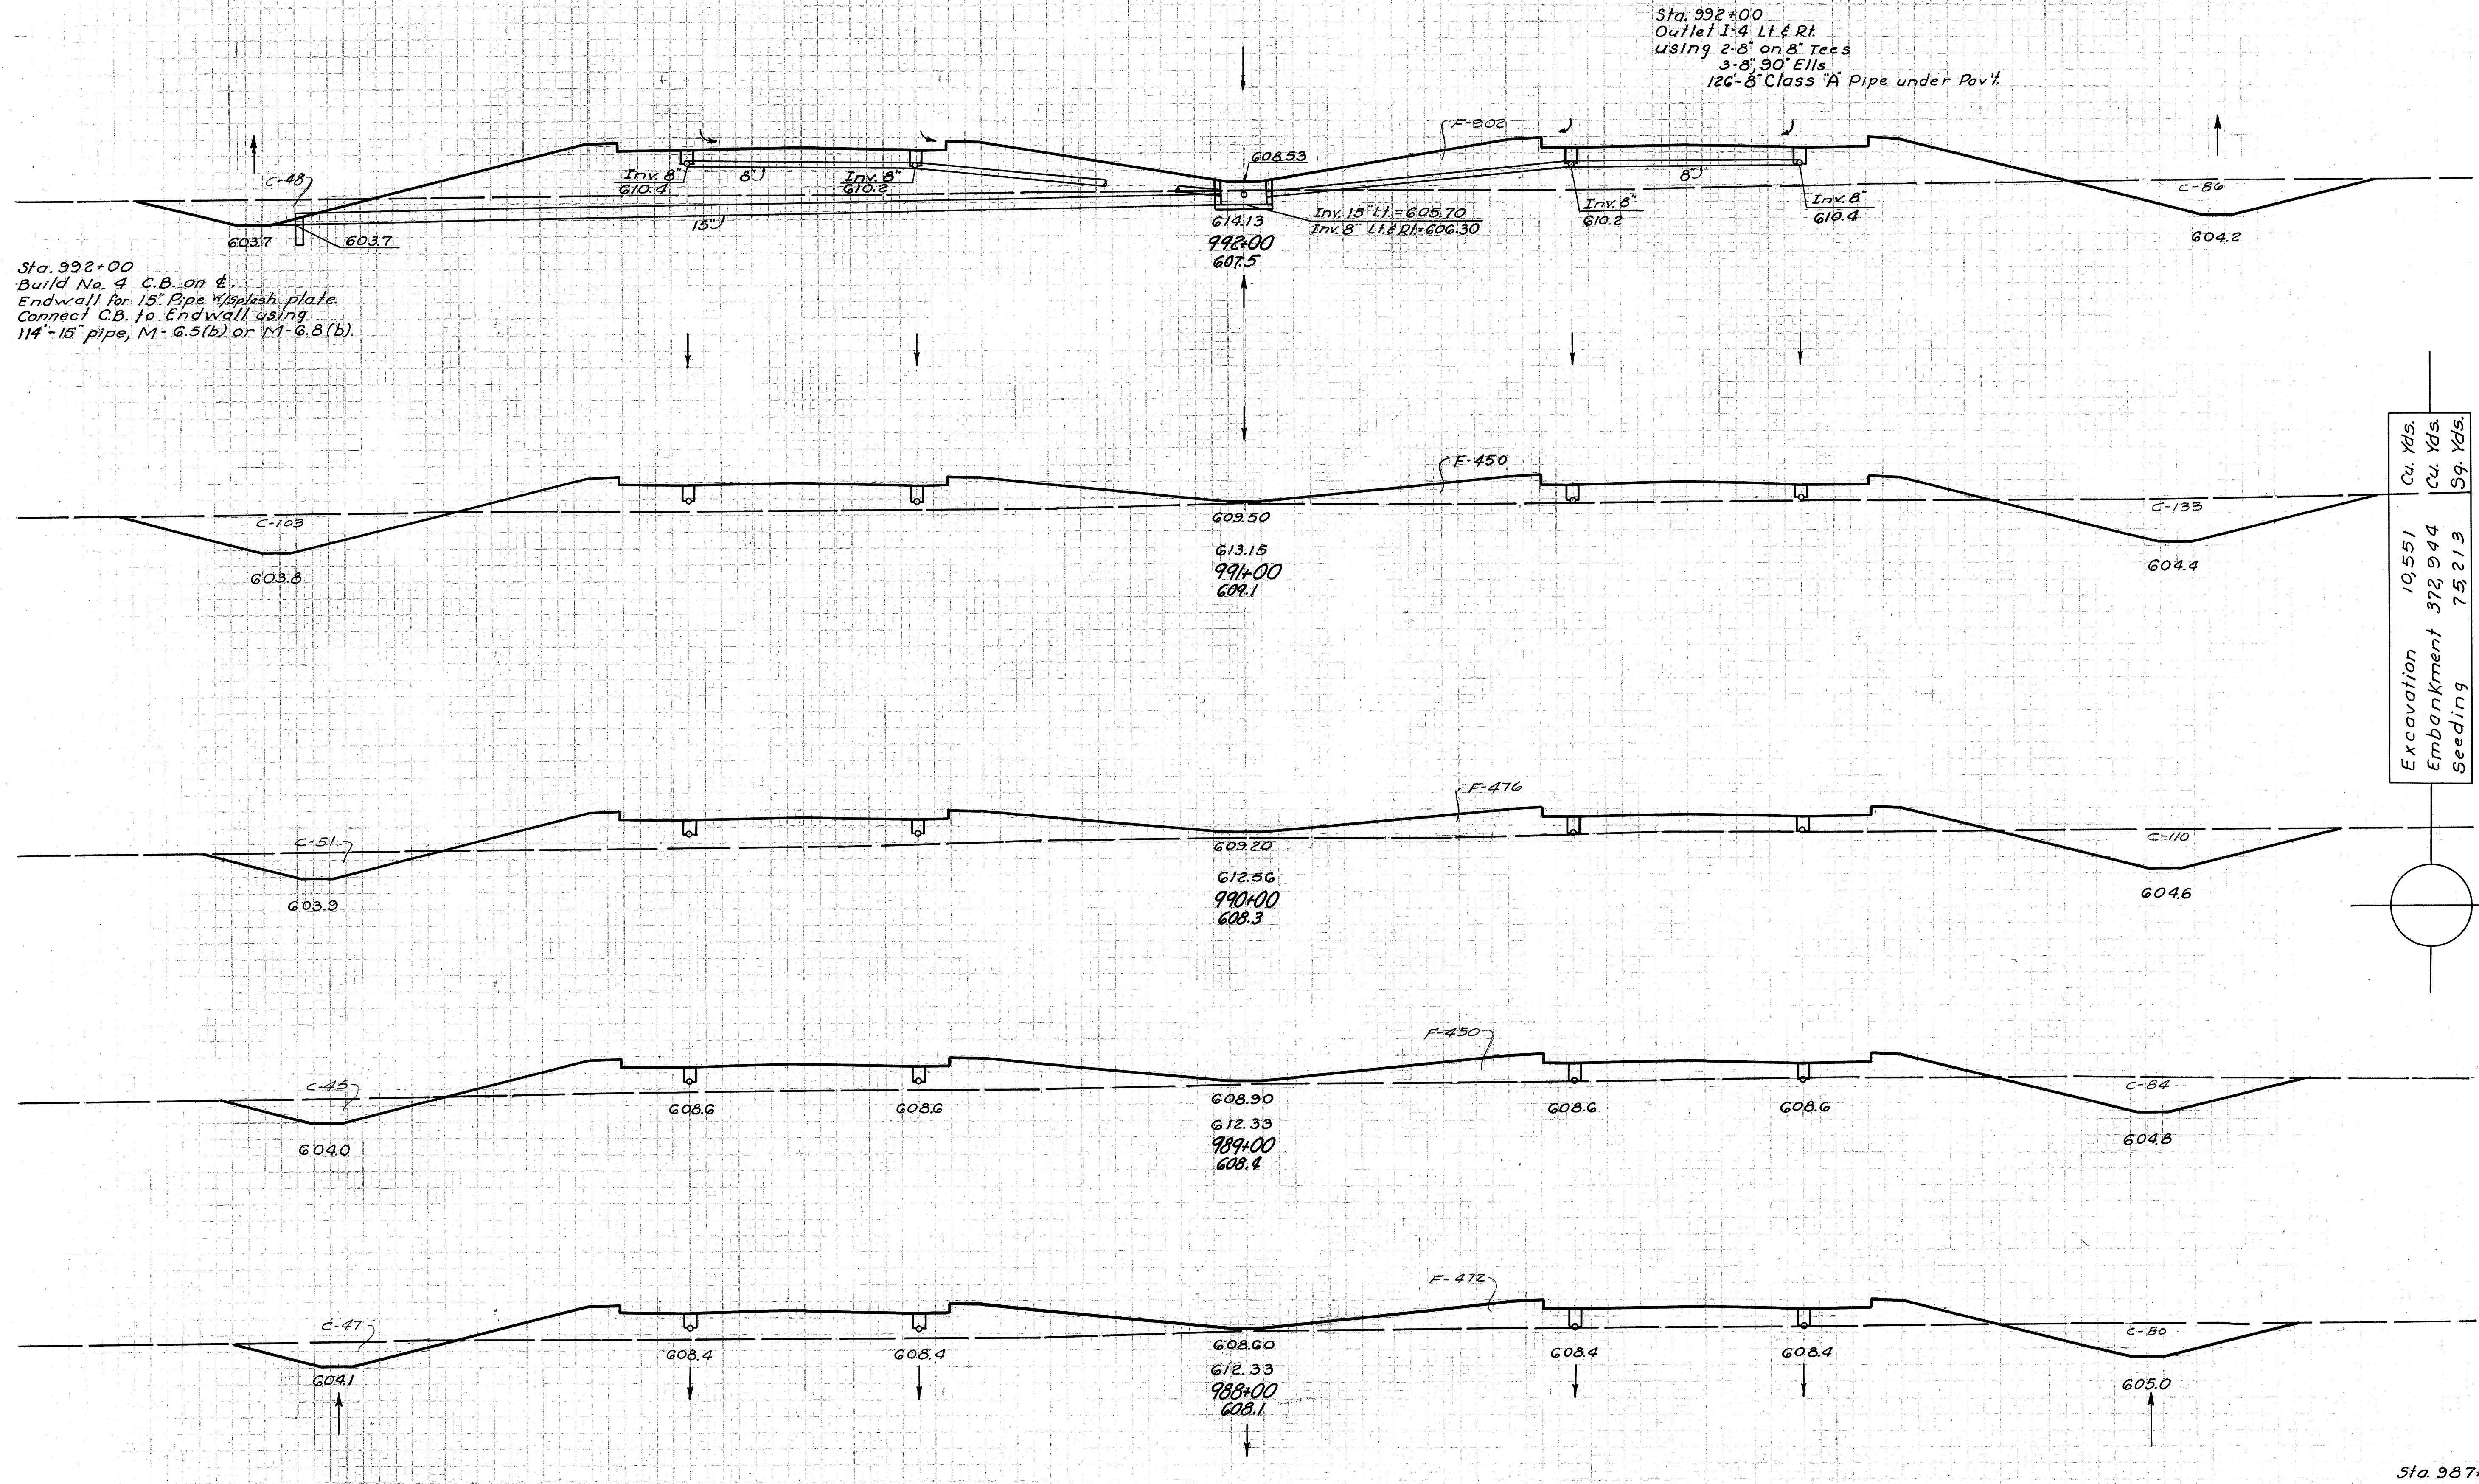 Sta. 992+00
Outlet I-4 Lt & Rt.
using 2-8" on 8" Tees
3-8", 90° Ells
126'-8" Class "A" Pipe under Pav't.
C-48
Inv. 8"
610.4
8"
Inv. 8"
610.2
608.53
F-902
8"
Inv. 8"
610.2
Inv. 8"
610.4
C-86
603.7
603.7
15"
614.13
992+00
607.5
Inv. 15" Lt. = 605.70
Inv. 8" Lt. & Rt. = 606.30
604.2
Sta. 992+00
Build No. 4 C.B. on ℄.
Endwall for 15" Pipe W/splash plate.
Connect C.B. to Endwall using
114'-15" pipe, M-6.5(b) or M-6.8(b).
C-103
F-450
C-133
603.8
609.50
613.15
991+00
609.1
604.4
Excavation 10,551 Cu. Yds.
Embankment 372,944 Cu. Yds.
Seeding 75,213 Sq. Yds.
C-51
F-476
C-110
603.9
609.20
612.56
990+00
608.3
604.6
C-45
F-450
C-84
604.0
608.6
608.6
608.90
612.33
989+00
608.4
608.6
608.6
604.8
C-47
F-472
C-80
604.1
608.4
608.4
608.60
612.33
988+00
608.1
608.4
608.4
605.0
Sta. 987+